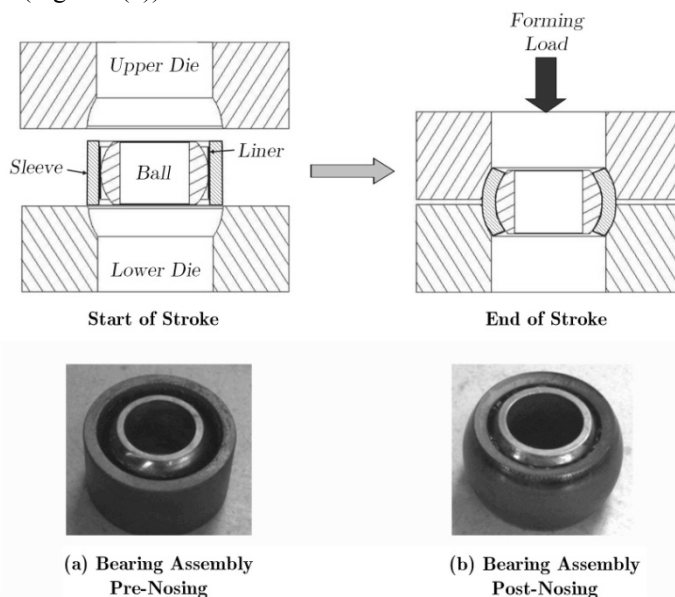 Forming
Load
Upper Die
Sleeve
Ball
Liner
Lower Die
Start of Stroke
End of Stroke
(a) Bearing Assembly
Pre-Nosing
(b) Bearing Assembly
Post-Nosing